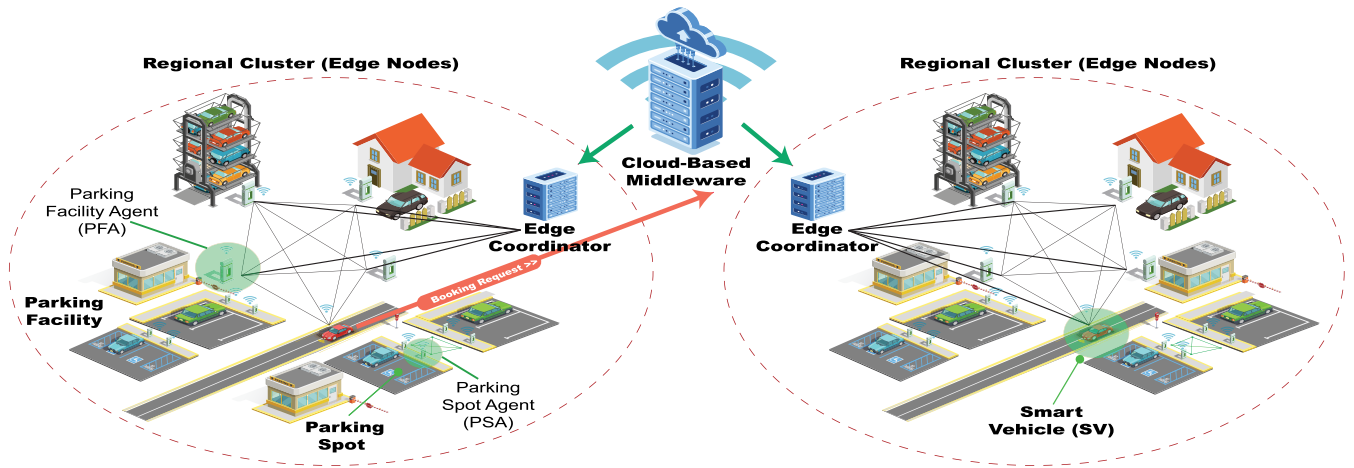 Regional Cluster (Edge Nodes)
Regional Cluster (Edge Nodes)
Cloud-Based
Middleware
Parking
Facility Agent
(PFA)
Edge
Coordinator
Edge
Coordinator
Booking Request >>
Parking
Facility
Parking
Spot Agent
(PSA)
Parking
Spot
Smart
Vehicle (SV)